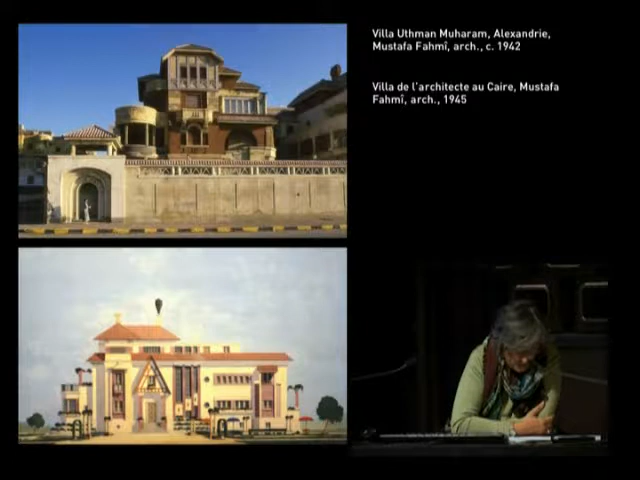 Villa Uthman Muharam, Alexandrie,
Mustafa Fahmî, arch., c. 1942
Villa de l'architecte au Caire, Mustafa
Fahmî, arch., 1945